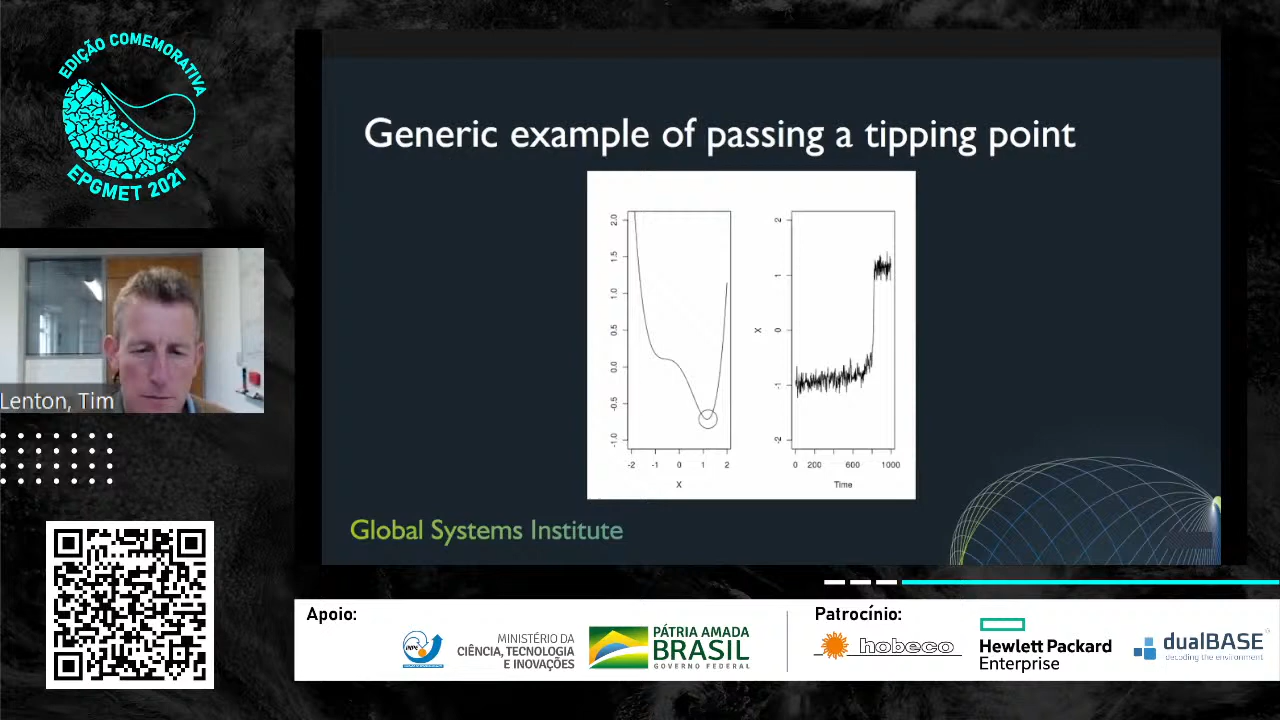 EDIÇÃO COMEMORATIVA
EPGMET 2021
Lenton, Tim
Generic example of passing a tipping point
2.0
1.5
1.0
0.5
0.0
-0.5
-1.0
-2 -1 0 1 2
X
2
1
0
-1
-2
X
0 200 600 1000
Time
Global Systems Institute
Apoio:
INPE
MINISTÉRIO DA
CIÊNCIA, TECNOLOGIA
E INOVAÇÕES
PÁTRIA AMADA
BRASIL
GOVERNO FEDERAL
Patrocínio:
hobeco
Hewlett Packard
Enterprise
dualBASE
decoding the environment